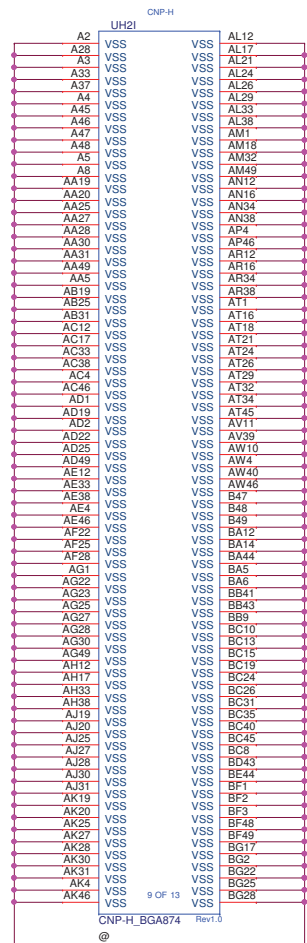 CNP-H
UH2I
A2 VSS VSS AL12
A28 VSS VSS AL17
A3 VSS VSS AL21
A33 VSS VSS AL24
A37 VSS VSS AL26
A4 VSS VSS AL29
A45 VSS VSS AL33
A46 VSS VSS AL38
A47 VSS VSS AM1
A48 VSS VSS AM18
A5 VSS VSS AM32
A8 VSS VSS AM49
AA19 VSS VSS AN12
AA20 VSS VSS AN16
AA25 VSS VSS AN34
AA27 VSS VSS AN38
AA28 VSS VSS AP4
AA30 VSS VSS AP46
AA31 VSS VSS AR12
AA49 VSS VSS AR16
AA5 VSS VSS AR34
AB19 VSS VSS AR38
AB25 VSS VSS AT1
AB31 VSS VSS AT16
AC12 VSS VSS AT18
AC17 VSS VSS AT21
AC33 VSS VSS AT24
AC38 VSS VSS AT26
AC4 VSS VSS AT29
AC46 VSS VSS AT32
AD1 VSS VSS AT34
AD19 VSS VSS AT45
AD2 VSS VSS AV11
AD22 VSS VSS AV39
AD25 VSS VSS AW10
AD49 VSS VSS AW4
AE12 VSS VSS AW40
AE33 VSS VSS AW46
AE38 VSS VSS B47
AE4 VSS VSS B48
AE46 VSS VSS B49
AF22 VSS VSS BA12
AF25 VSS VSS BA14
AF28 VSS VSS BA44
AG1 VSS VSS BA5
AG22 VSS VSS BA6
AG23 VSS VSS BB41
AG25 VSS VSS BB43
AG27 VSS VSS BB9
AG28 VSS VSS BC10
AG30 VSS VSS BC13
AG49 VSS VSS BC15
AH12 VSS VSS BC19
AH17 VSS VSS BC24
AH33 VSS VSS BC26
AH38 VSS VSS BC31
AJ19 VSS VSS BC35
AJ20 VSS VSS BC40
AJ25 VSS VSS BC45
AJ27 VSS VSS BC8
AJ28 VSS VSS BD43
AJ30 VSS VSS BE44
AJ31 VSS VSS BF1
AK19 VSS VSS BF2
AK20 VSS VSS BF3
AK25 VSS VSS BF48
AK27 VSS VSS BF49
AK28 VSS VSS BG17
AK30 VSS VSS BG2
AK31 VSS VSS BG22
AK4 VSS VSS BG25
AK46 VSS VSS BG28
9 OF 13
CNP-H_BGA874 Rev1.0
@